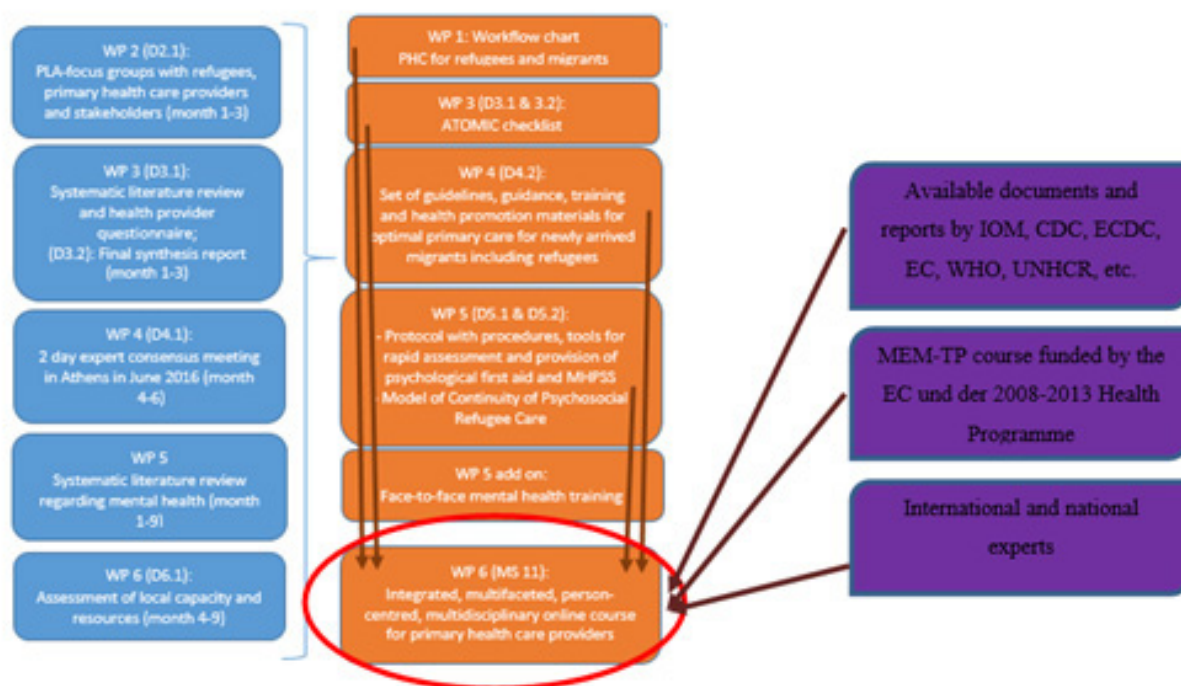 WP 2 (D2.1):
PLA-focus groups with refugees,
primary health care providers
and stakeholders (month 1-3)
WP 3 (D3.1):
Systematic literature review
and health provider
questionnaire;
(D3.2): Final synthesis report
(month 1-3)
WP 4 (D4.1):
2 day expert consensus meeting
in Athens in June 2016 (month
4-6)
WP 5
Systematic literature review
regarding mental health (month
1-9)
WP 6 (D6.1):
Assessment of local capacity and
resources (month 4-9)
WP 1: Workflow chart
PHC for refugees and migrants
WP 3 (D3.1 & 3.2):
ATOMIC checklist
WP 4 (D4.2):
Set of guidelines, guidance, training
and health promotion materials for
optimal primary care for newly arrived
migrants including refugees
WP 5 (D5.1 & D5.2):
- Protocol with procedures, tools for
rapid assessment and provision of
psychological first aid and MHPSS
- Model of Continuity of Psychosocial
Refugee Care
WP 5 add on:
Face-to-face mental health training
WP 6 (MS 11):
Integrated, multifaceted, person-
centred, multidisciplinary online course
for primary health care providers
Available documents and
reports by IOM, CDC, ECDC,
EC, WHO, UNHCR, etc.
MEM-TP course funded by the
EC und der 2008-2013 Health
Programme
International and national
experts